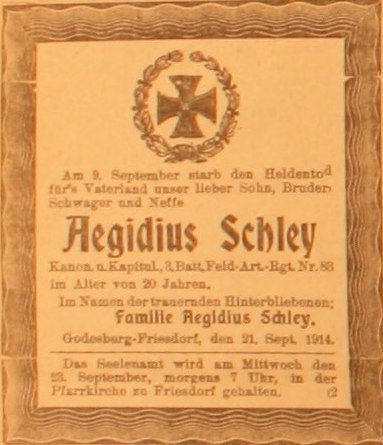 Am 9. September starb den Heldentod
für's Vaterland unser lieber Sohn, Bruder,
Schwager und Neffe
Aegidius Schley
Kanon. u. Kapitul., 3. Batt. Feld-Art.-Rgt. Nr. 83
im Alter von 20 Jahren.
Im Namen der trauernden Hinterbliebenen:
Familie Aegidius Schley.
Godesberg-Friesdorf, den 21. Sept. 1914.
Das Seelenamt wird am Mittwoch den
23. September, morgens 7 Uhr, in der
Pfarrkirche zu Friesdorf gehalten. (2